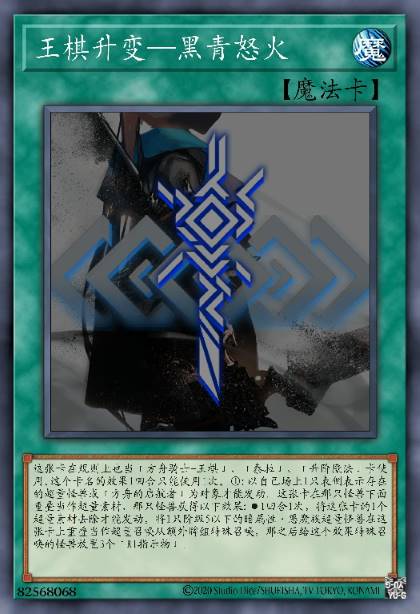 王棋升变—黑青怒火
魔
【魔法卡】
这张卡在规则上也当「方舟骑士-王棋」、「泰拉」、「升阶魔法」卡使
用。这个卡名的效果1回合只能使用1次。①:以自己场上1只表侧表示存在
的超量怪兽或「方舟的启航者」为对象才能发动。这张卡在那只怪兽下面
重叠当作超量素材。那只怪兽获得以下效果:●1回合1次,将这张卡的1个
超量素材去除才能发动。将1只阶级5以下的暗属性·恶魔族超量怪兽在这
张卡上重叠当作超量召唤从额外卡组特殊召唤,那之后给这个效果特殊召
唤的怪兽放置3个
82568068
©2020 Studio Dice/SHUEISHA, TV TOKYO, KONAMI